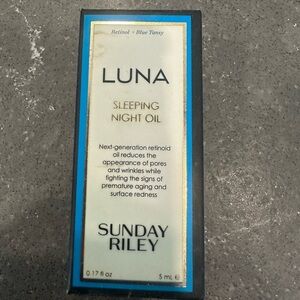 Retinol + Blue Tansy
LUNA
SLEEPING
NIGHT OIL
Next-generation retinoid
oil reduces the
appearance of pores
and wrinkles while
fighting the signs of
premature aging and
surface redness
SUNDAY
RILEY
0.17 fl oz 5 mL e